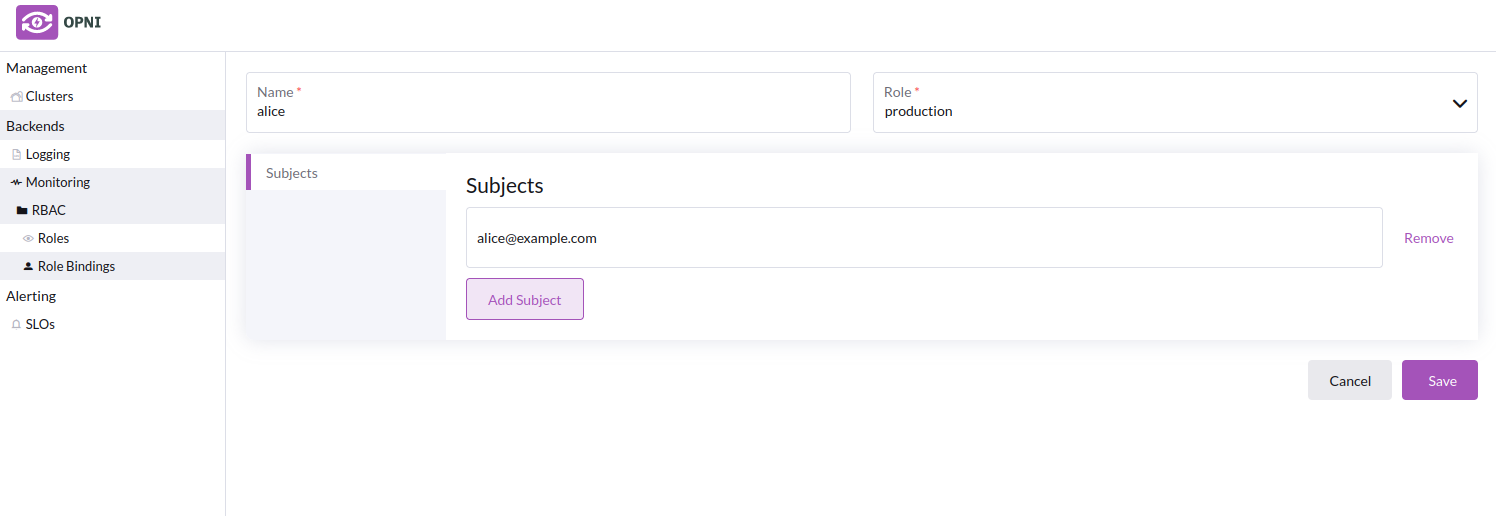 OPNI
Management
Clusters
Backends
Logging
Monitoring
RBAC
Roles
Role Bindings
Alerting
SLOs
Name *
alice
Role *
production
Subjects
Subjects
alice@example.com
Remove
Add Subject
Cancel
Save